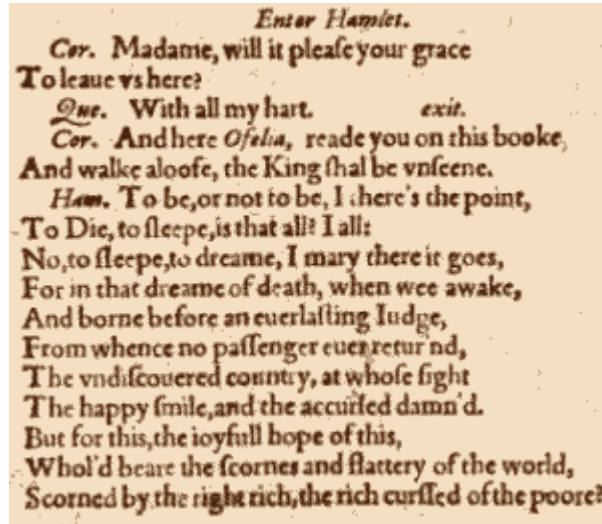 Enter Hamlet.
Cor. Madame, will it pleaſe your grace
To leaue vs here?
Que. With all my hart. exit.
Cor. And here Ofelia, reade you on this booke,
And walke aloofe, the King ſhal be vnſeene.
Ham. To be, or not to be, I there's the point,
To Die, to ſleepe, is that all? I all:
No, to ſleepe, to dreame, I mary there it goes,
For in that dreame of death, when wee awake,
And borne before an euerlaſting Iudge,
From whence no paſſenger euer retur'nd,
The vndiſcouered country, at whoſe ſight
The happy ſmile, and the accurſed damn'd.
But for this, the ioyfull hope of this,
Whol'd beare the ſcornes and flattery of the world,
Scorned by the right rich, the rich curſſed of the poore?